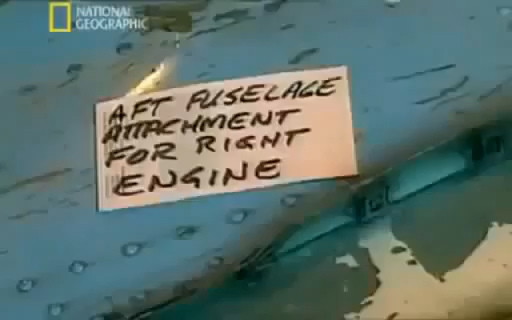 NATIONAL
GEOGRAPHIC
AFT FUSELAGE
ATTACHMENT
FOR RIGHT
ENGINE